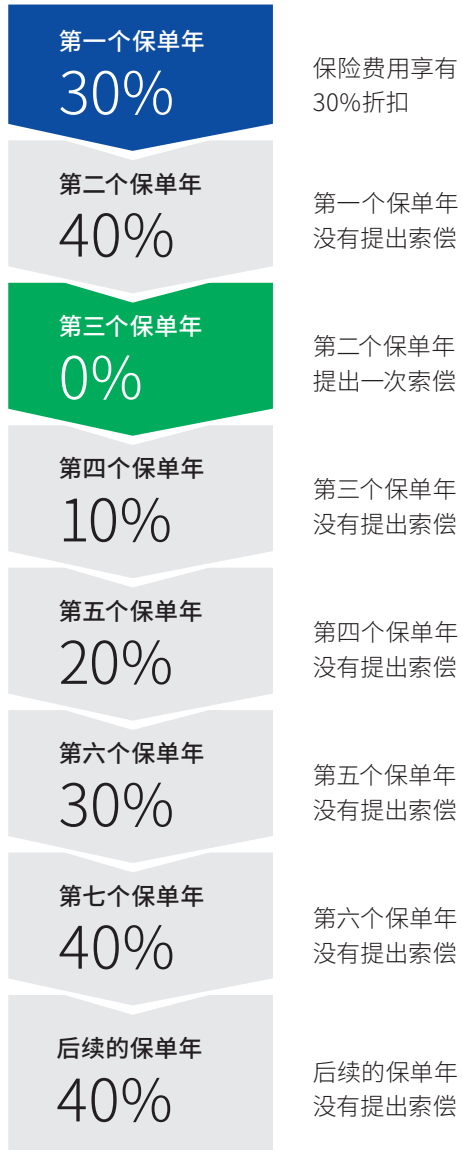 第一个保单年
30%
保险费用享有
30%折扣
第二个保单年
40%
第一个保单年
没有提出索偿
第三个保单年
0%
第二个保单年
提出一次索偿
第四个保单年
10%
第三个保单年
没有提出索偿
第五个保单年
20%
第四个保单年
没有提出索偿
第六个保单年
30%
第五个保单年
没有提出索偿
第七个保单年
40%
第六个保单年
没有提出索偿
后续的保单年
40%
后续的保单年
没有提出索偿